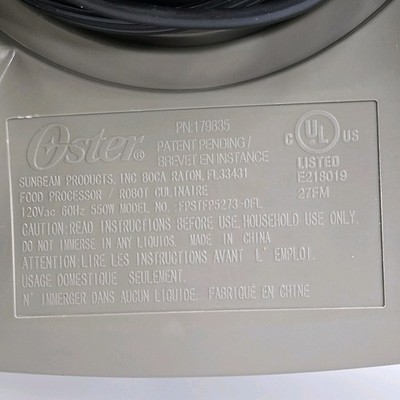 Oster®
PN:179835
PATENT PENDING/
BREVET EN INSTANCE
SUNBEAM PRODUCTS, INC BOCA RATON, FL33431
FOOD PROCESSOR / ROBOT CULINAIRE
120Vac 60Hz 550W MODEL NO.: FPSTFP5273-DFL
C UL US
LISTED
E218019
27FM
CAUTION:READ INSTRUCTIONS BEFORE USE.HOUSEHOLD USE ONLY.
DO NOT IMMERSE IN ANY LIQUIDS. MADE IN CHINA
ATTENTION LIRE LES INSTRUCTIONS AVANT L' EMPLOI.
USAGE DOMESTIQUE SEULEMENT.
N' IMMERGER DANS AUCUN LIQUIDE. FABRIQUE EN CHINE